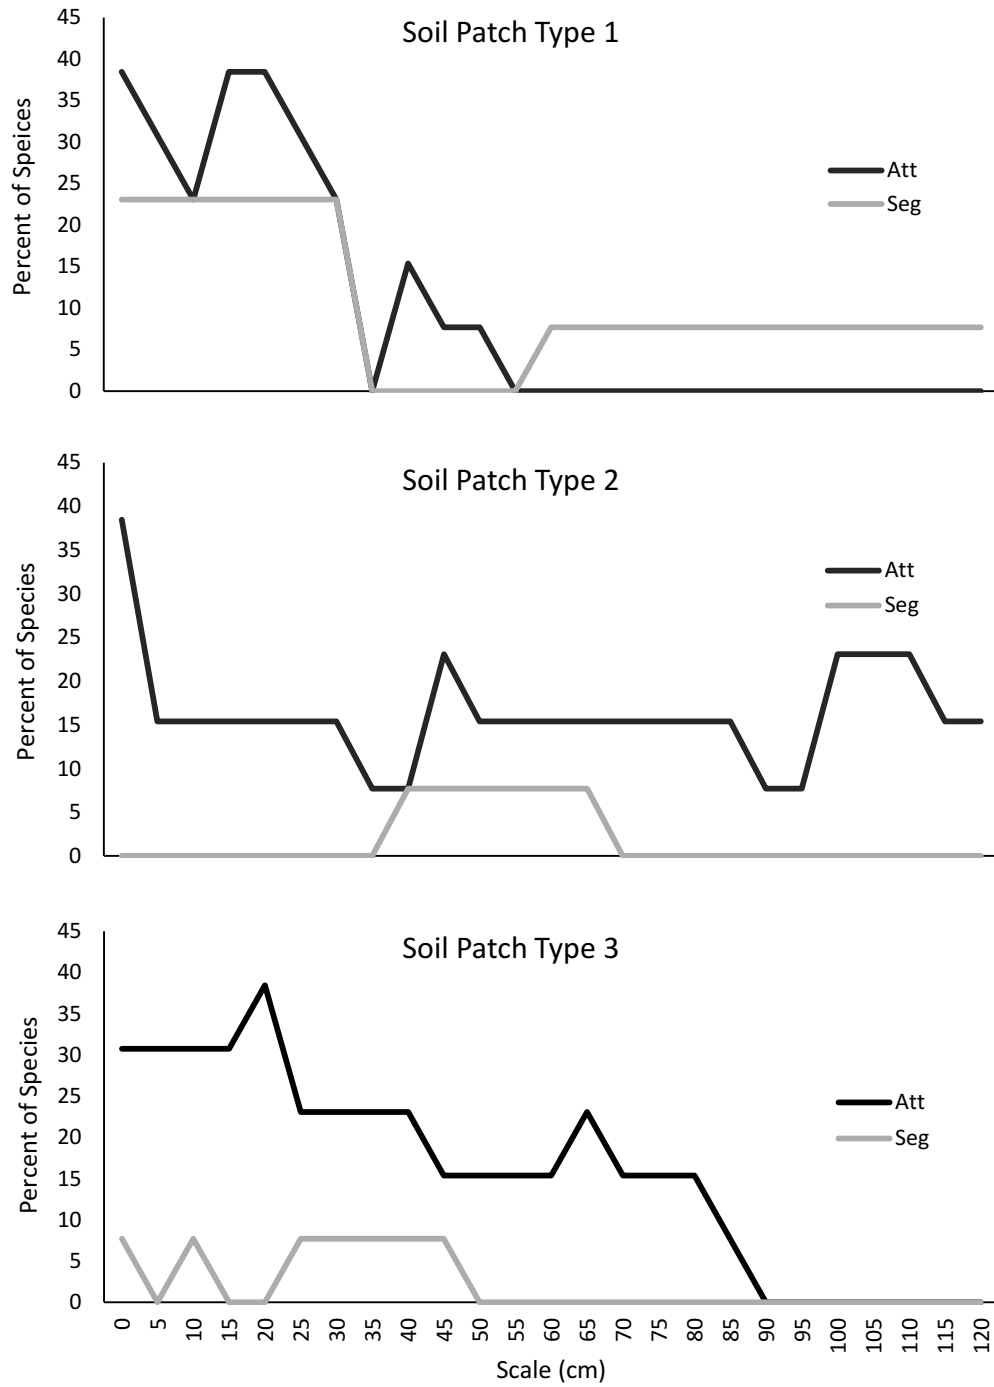 Soil Patch Type 1
45
40
35
30
25
20
15
10
5
0
Percent of Speices
Att
Seg
Soil Patch Type 2
45
40
35
30
25
20
15
10
5
0
Percent of Species
Att
Seg
Soil Patch Type 3
45
40
35
30
25
20
15
10
5
0
Percent of Species
Att
Seg
0 5 10 15 20 25 30 35 40 45 50 55 60 65 70 75 80 85 90 95 100 105 110 115 120
Scale (cm)